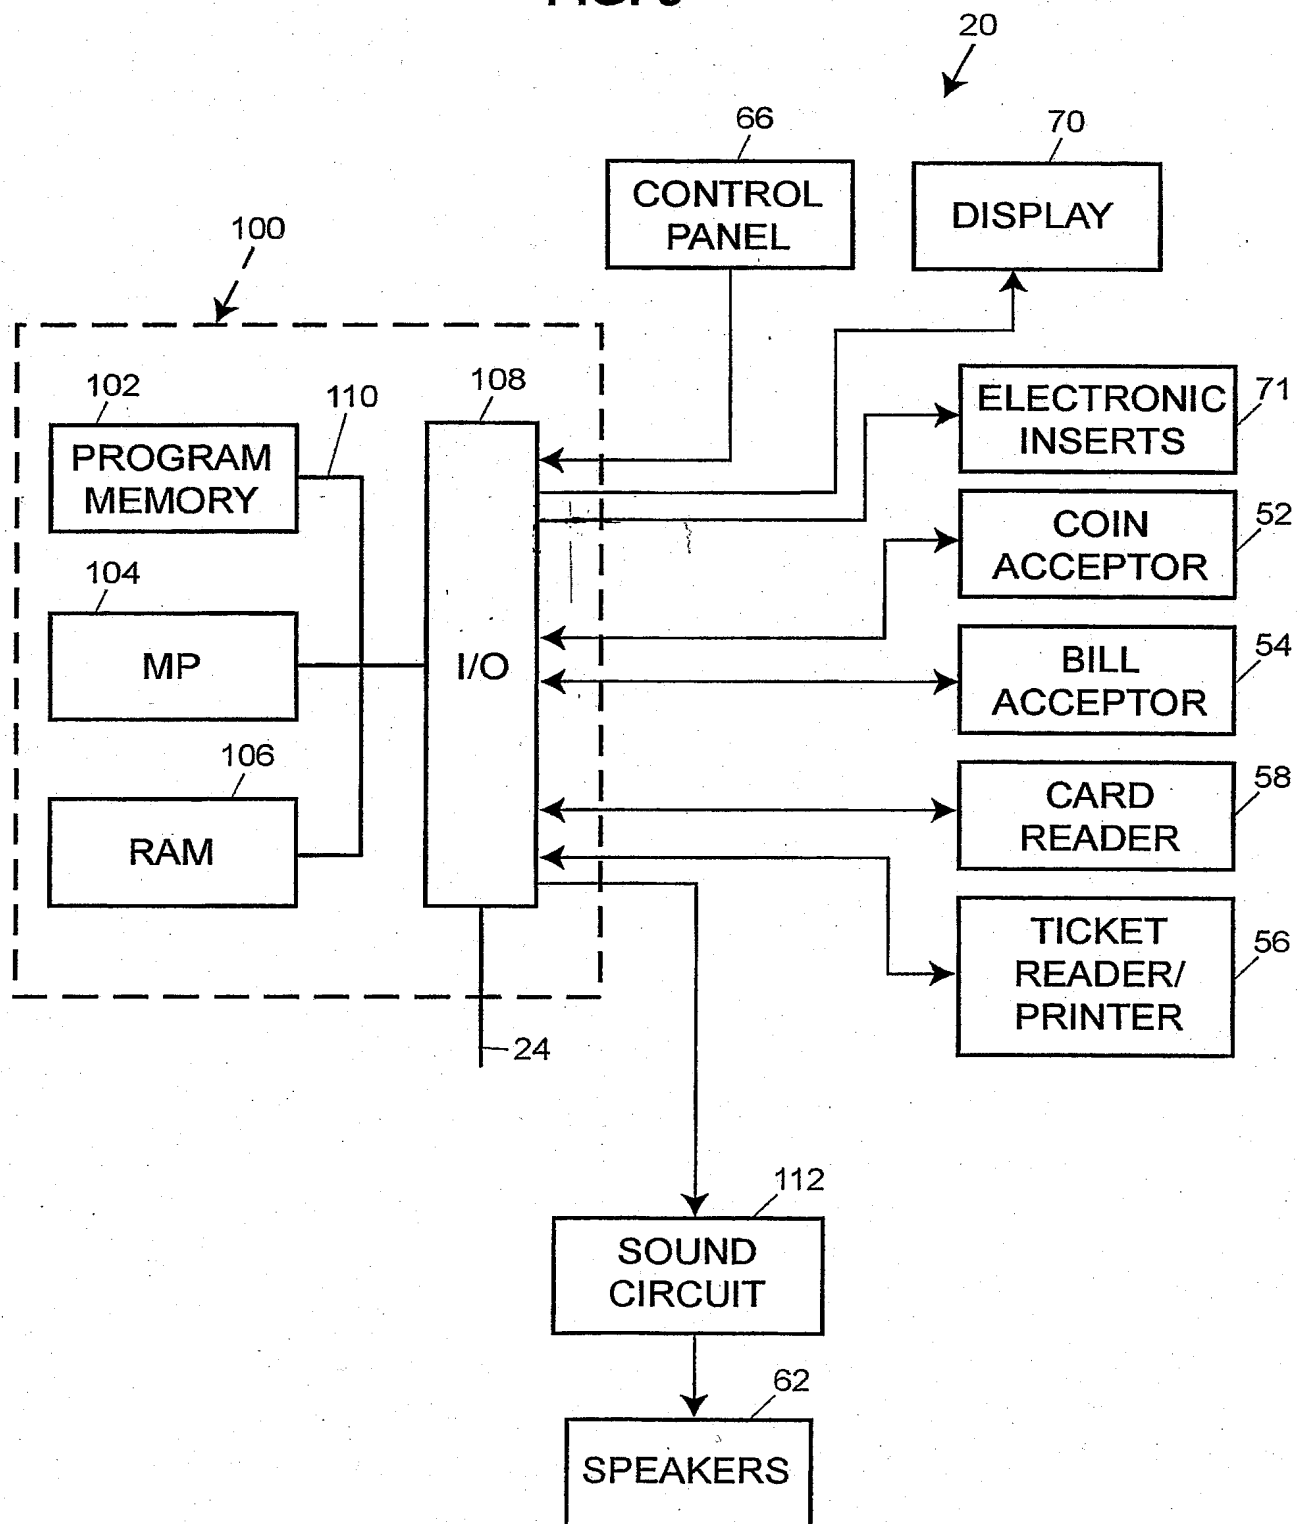 20
66
70
CONTROL
PANEL
DISPLAY
100
102
110
108
PROGRAM
MEMORY
ELECTRONIC
INSERTS
71
COIN
ACCEPTOR
52
104
MP
I/O
BILL
ACCEPTOR
54
106
RAM
CARD
READER
58
TICKET
READER/
PRINTER
56
24
112
SOUND
CIRCUIT
62
SPEAKERS